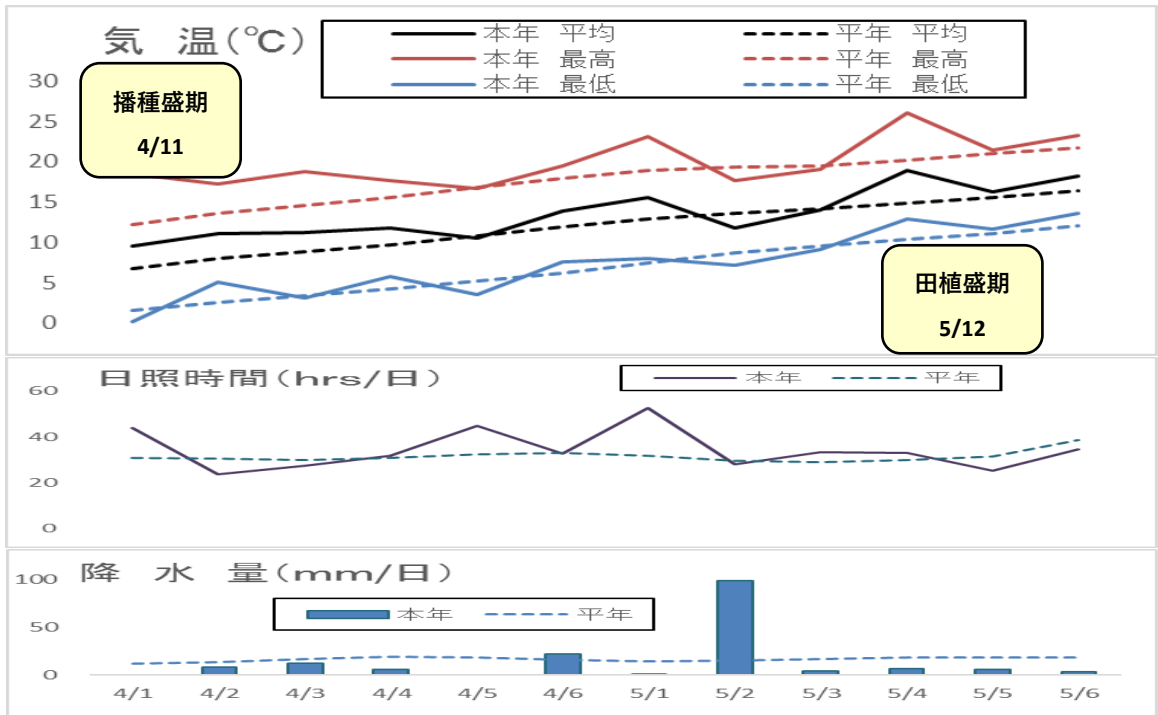 気　温(℃)
本年　平均
平年　平均
本年　最高
平年　最高
本年　最低
平年　最低
30
25
20
15
10
5
0
播種盛期
4/11
田植盛期
5/12
日照時間(hrs/日)
本年
平年
60
40
20
0
降　水　量(mm/日)
本年
平年
100
50
0
4/1 4/2 4/3 4/4 4/5 4/6 5/1 5/2 5/3 5/4 5/5 5/6